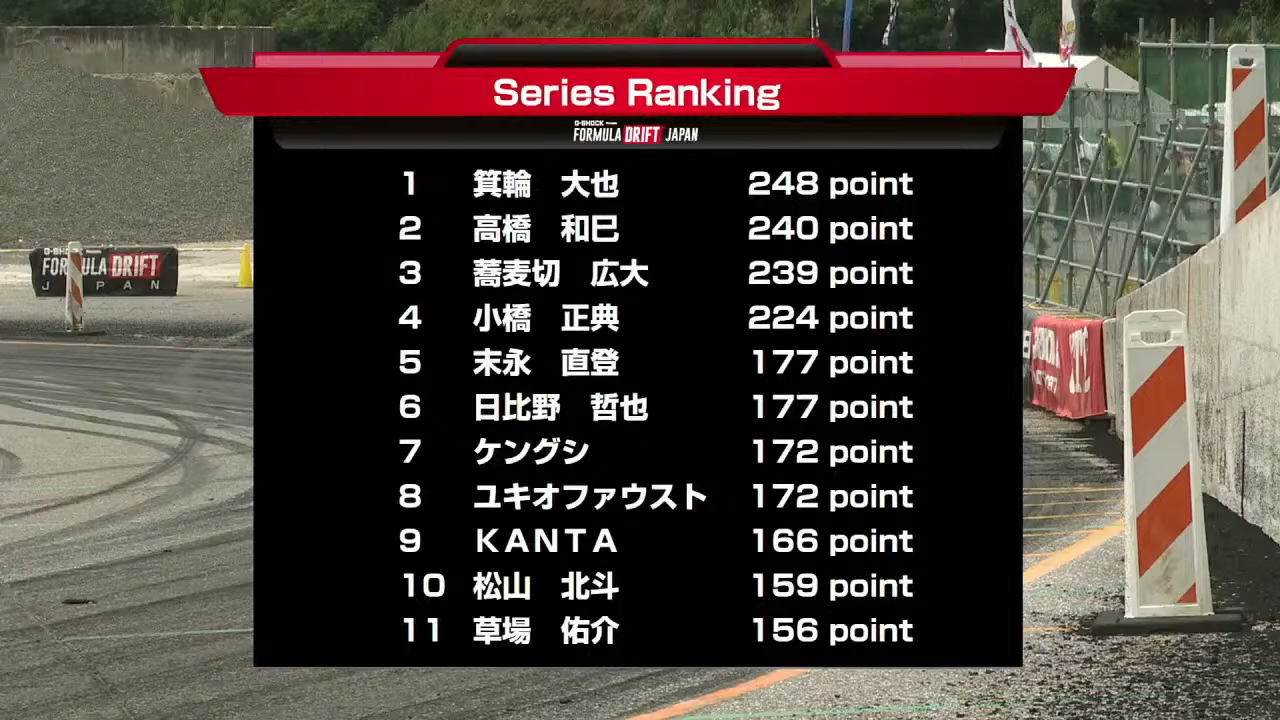 Series Ranking
G-SHOCK Presents
FORMULA DRIFT JAPAN
1 箕輪 大也 248 point
2 高橋 和巳 240 point
3 蕎麦切 広大 239 point
4 小橋 正典 224 point
5 末永 直登 177 point
6 日比野 哲也 177 point
7 ケングシ 172 point
8 ユキオファウスト 172 point
9 KANTA 166 point
10 松山 北斗 159 point
11 草場 佑介 156 point
G-SHOCK
FORMULA DRIFT
JAPAN